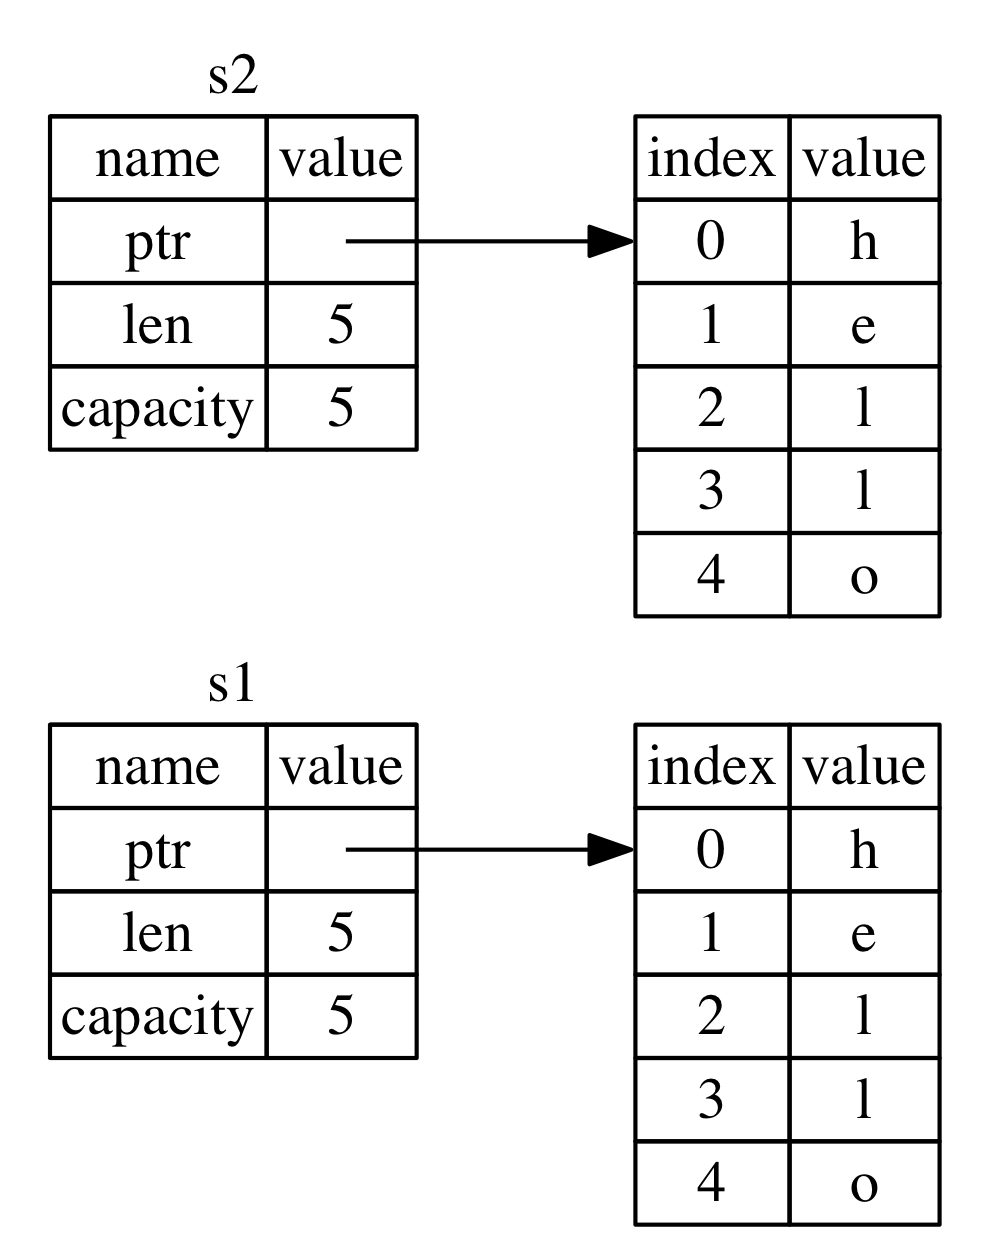 s2
name value index value
ptr 0 h
len 5 1 e
capacity 5 2 l
3 l
4 o
s1
name value index value
ptr 0 h
len 5 1 e
capacity 5 2 l
3 l
4 o